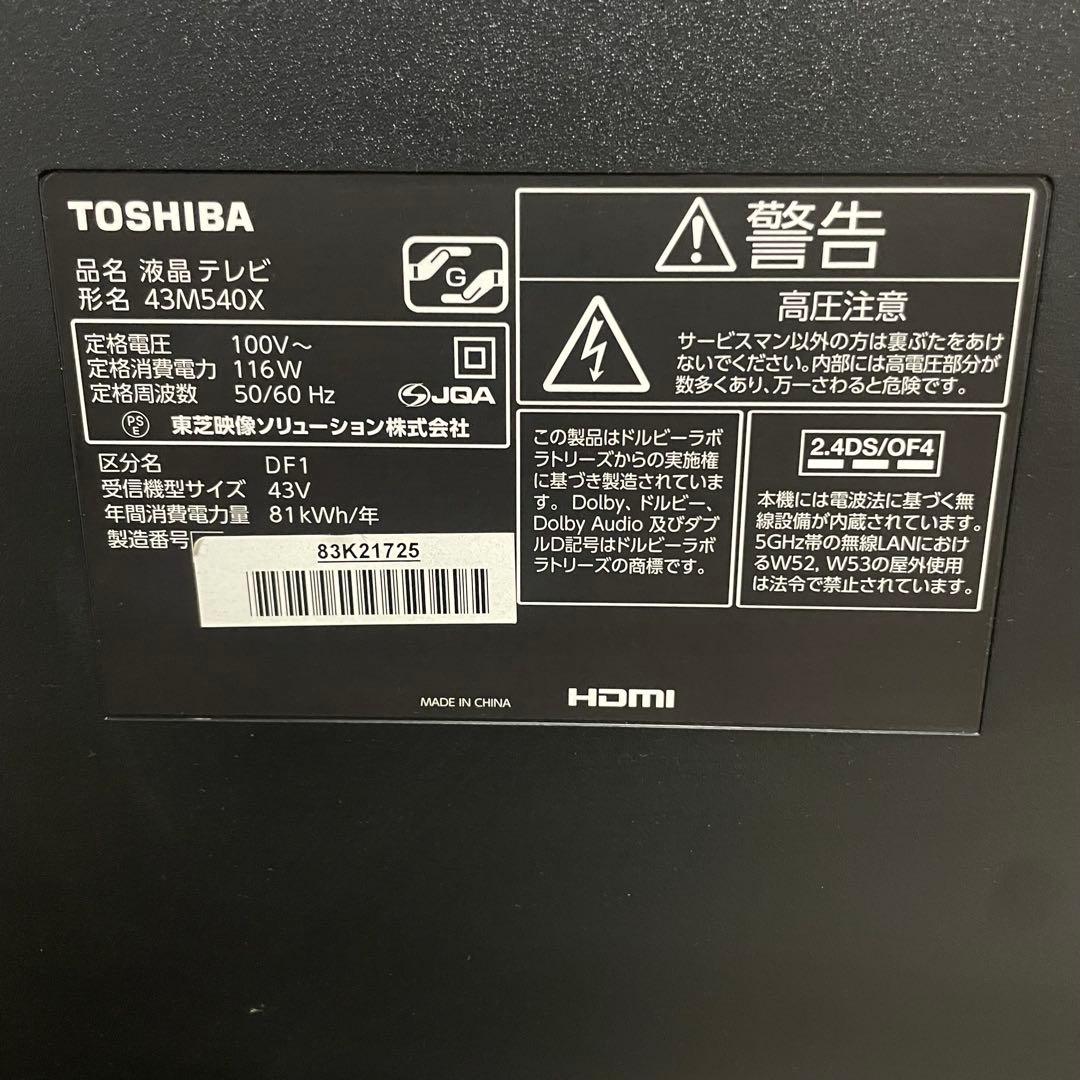 TOSHIBA
品名 液晶テレビ
形名 43M540X
G
定格電圧 100V～
定格消費電力 116W
定格周波数 50/60 Hz
JQA
PS
E
東芝映像ソリューション株式会社
区分名 DF1
受信機型サイズ 43V
年間消費電力量 81kWh/年
製造番号
83K21725
警告
高圧注意
サービスマン以外の方は裏ぶたをあけ
ないでください。内部には高電圧部分が
数多くあり、万一さわると危険です。
この製品はドルビーラボ
ラトリーズからの実施権
に基づき製造されていま
す。Dolby、ドルビー、
Dolby Audio 及びダブ
ルD記号はドルビーラボ
ラトリーズの商標です。
2.4DS/OF4
本機には電波法に基づく無
線設備が内蔵されています。
5GHz帯の無線LANにおけ
るW52, W53の屋外使用
は法令で禁止されています。
MADE IN CHINA
HDMI